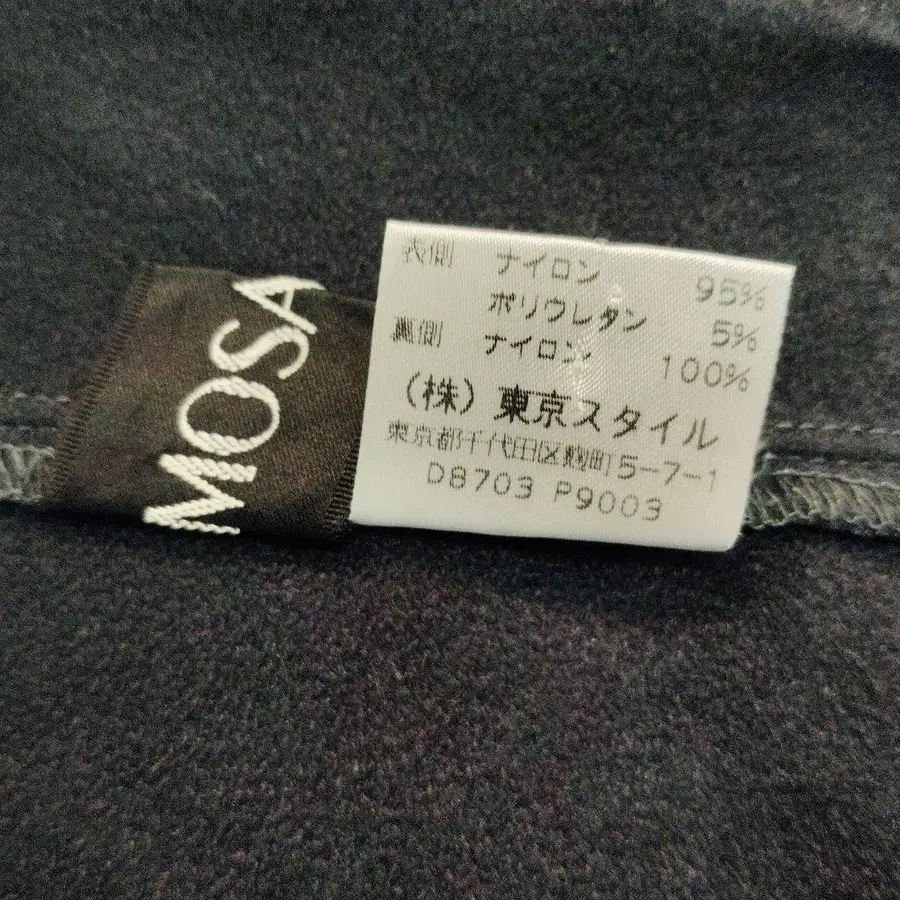 MOSA
表側 ナイロン 95%
ポリウレタン 5%
裏側 ナイロン 100%
(株) 東京スタイル
東京都千代田区麹町5-7-1
D8703 P9003